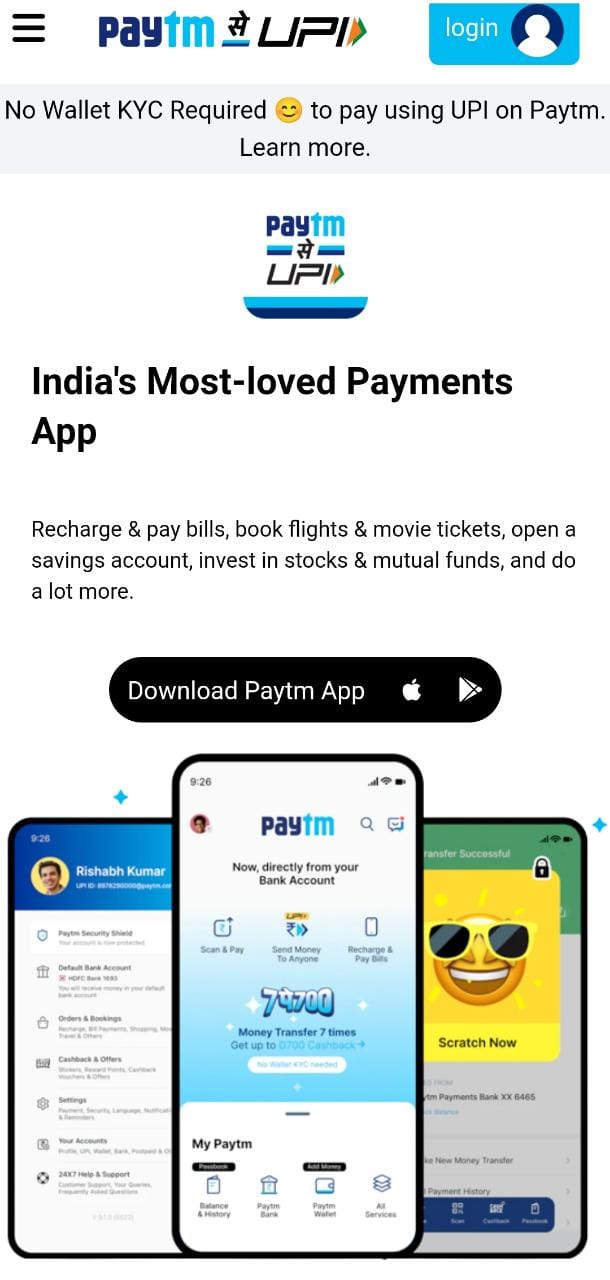 paytm से UPI
login
No Wallet KYC Required 😊 to pay using UPI on Paytm.
Learn more.
paytm
से
UPI
India's Most-loved Payments
App
Recharge & pay bills, book flights & movie tickets, open a
savings account, invest in stocks & mutual funds, and do
a lot more.
Download Paytm App
9:26
Rishabh Kumar
UPI ID: 8878290000@paytm.co
Paytm Security Shield
Your account is now protected
Default Bank Account
HDFC Bank 1693
You will receive money in your default
bank account
Orders & Bookings
Recharge, Bill Payments, Shopping, Mov
Travel & Others
Cashback & Offers
Stickers, Reward Points, Cashback
Vouchers & Offers
Settings
Payment, Security, Language, Notificat
& Reminders
Your Accounts
Profile, UPI, Wallet, Bank, Postpaid & O
24X7 Help & Support
Customer Support, Your Queries,
Frequently Asked Questions
9:26
paytm
Now, directly from your
Bank Account
UPI
Scan & Pay
Send Money
To Anyone
Recharge &
Pay Bills
Money Transfer 7 times
Get up to D700 Cashback
No Wallet KYC needed
My Paytm
Passbook
Add Money
Balance
& History
Paytm
Bank
Paytm
Wallet
All
Services
ransfer Successful
Scratch Now
D FROM
ytm Payments Bank XX 6465
ck Balance
ke New Money Transfer
Payment History
Scan
Cashback
Passbook